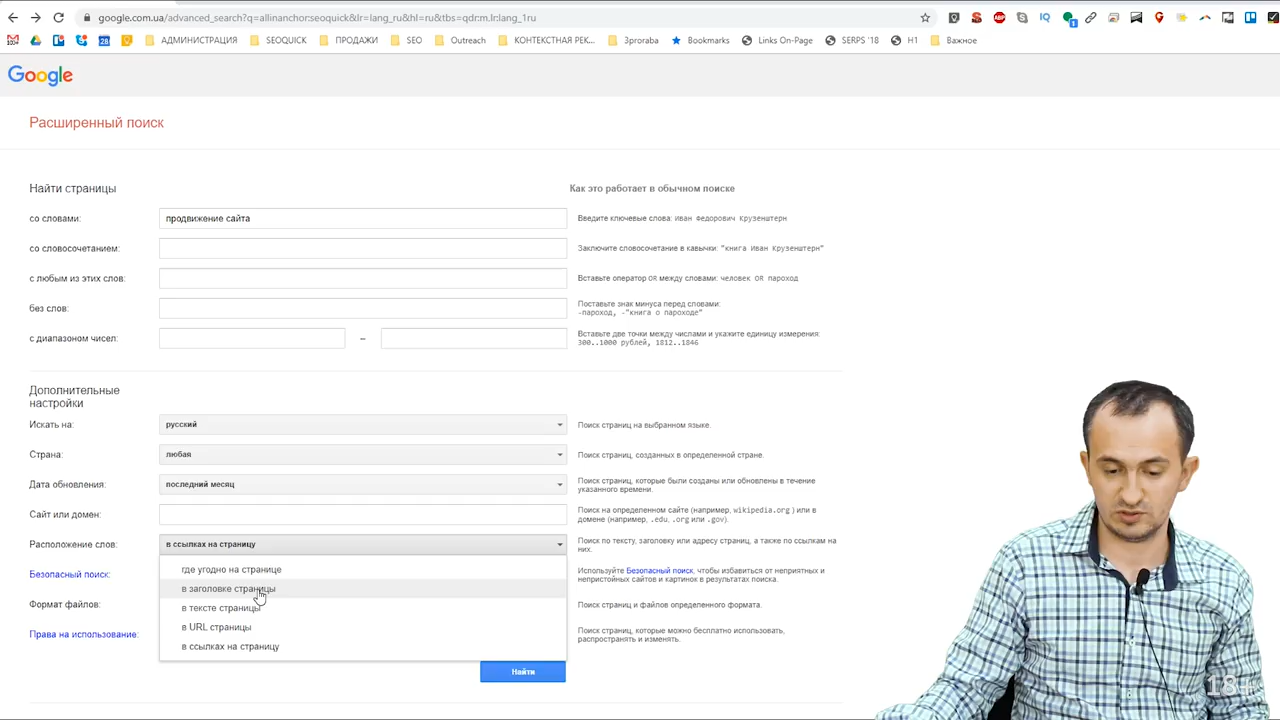 google.com.ua/advanced_search?q=allinanchor:seoquick&lr=lang_ru&hl=ru&tbs=qdr:m,lr:lang_1ru
АДМИНИСТРАЦИЯ
SEOQUICK
ПРОДАЖИ
SEO
Outreach
КОНТЕКСТНАЯ РЕК...
Зprоraba
Bookmarks
Links On-Page
SERPS '18
H1
Важное
Google
Расширенный поиск
Найти страницы
Как это работает в обычном поиске
со словами:
продвижение сайта
Введите ключевые слова: Иван Федорович Крузенштерн
со словосочетанием:
Заключите словосочетание в кавычки: "книга Иван Крузенштерн"
с любым из этих слов:
Вставьте оператор OR между словами: человек OR пароход
без слов:
Поставьте знак минуса перед словами:
-пароход, -"книга о пароходе"
с диапазоном чисел:
–
Вставьте две точки между числами и укажите единицу измерения:
300..1000 рублей, 1812..1846
Дополнительные
настройки
Искать на:
русский
Поиск страниц на выбранном языке.
Страна:
любая
Поиск страниц, созданных в определенной стране.
Дата обновления:
последний месяц
Поиск страниц, которые были созданы или обновлены в течение
указанного времени.
Сайт или домен:
Поиск на определенном сайте (например, wikipedia.org ) или в
домене (например, .edu, .org или .gov).
Расположение слов:
в ссылках на страницу
Поиск по тексту, заголовку или адресу страниц, а также по ссылкам на
них.
где угодно на странице
Безопасный поиск:
Используйте Безопасный поиск, чтобы избавиться от неприятных и
непристойных сайтов и картинок в результатах поиска.
в заголовке страницы
Формат файлов:
в тексте страницы
Поиск страниц и файлов определенного формата.
в URL страницы
Права на использование:
Поиск страниц, которые можно бесплатно использовать,
распространять и изменять.
в ссылках на страницу
Найти
18+